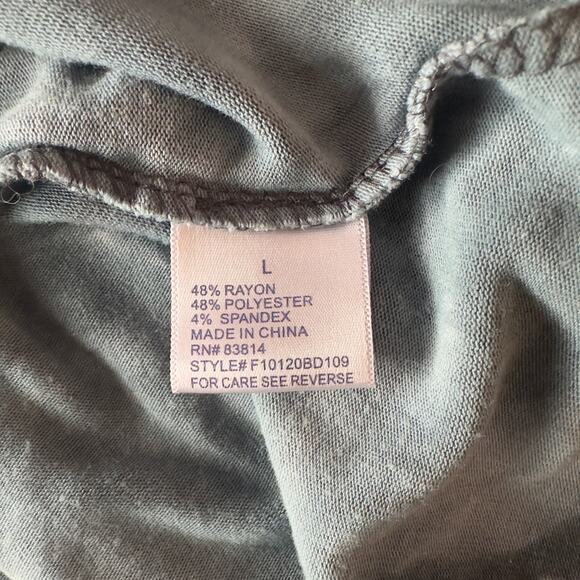 L
48% RAYON
48% POLYESTER
4% SPANDEX
MADE IN CHINA
RN# 83814
STYLE# F10120BD109
FOR CARE SEE REVERSE